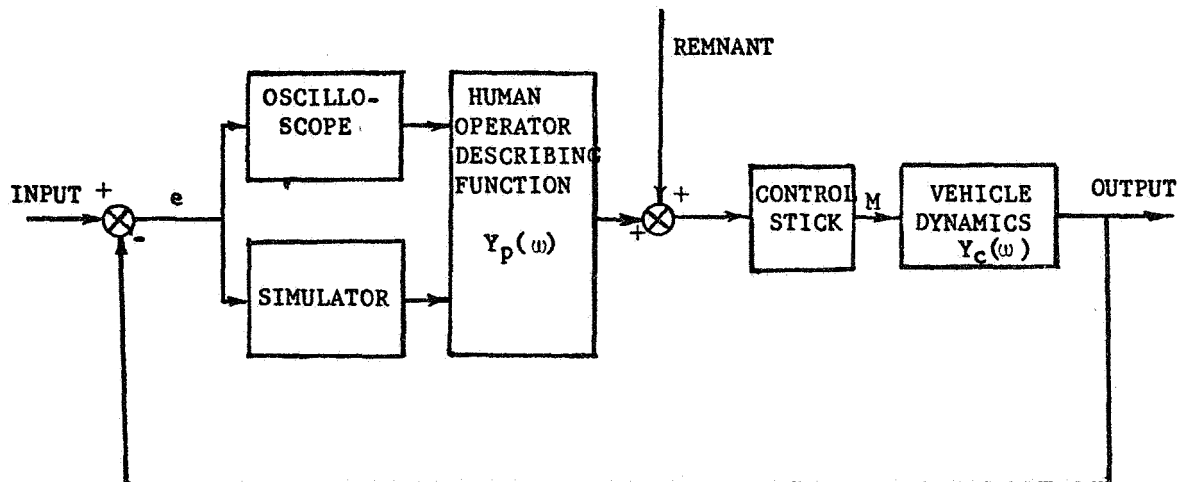 REMNANT
OSCILLO-
SCOPE
HUMAN
OPERATOR
DESCRIBING
FUNCTION
Yp(ω)
INPUT +
-
e
SIMULATOR
+
+
CONTROL
STICK
M
VEHICLE
DYNAMICS
Yc(ω)
OUTPUT